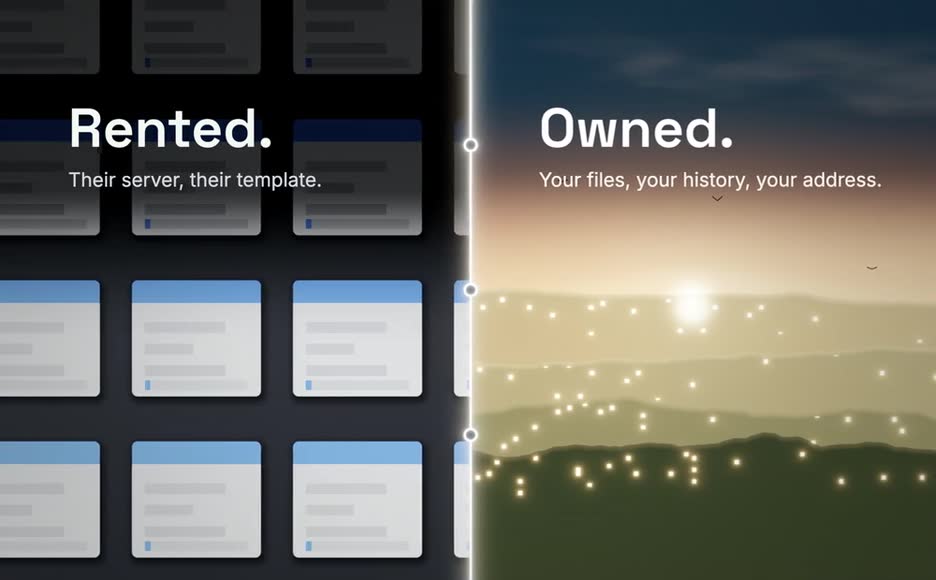 Rented.
Their server, their template.
Owned.
Your files, your history, your address.